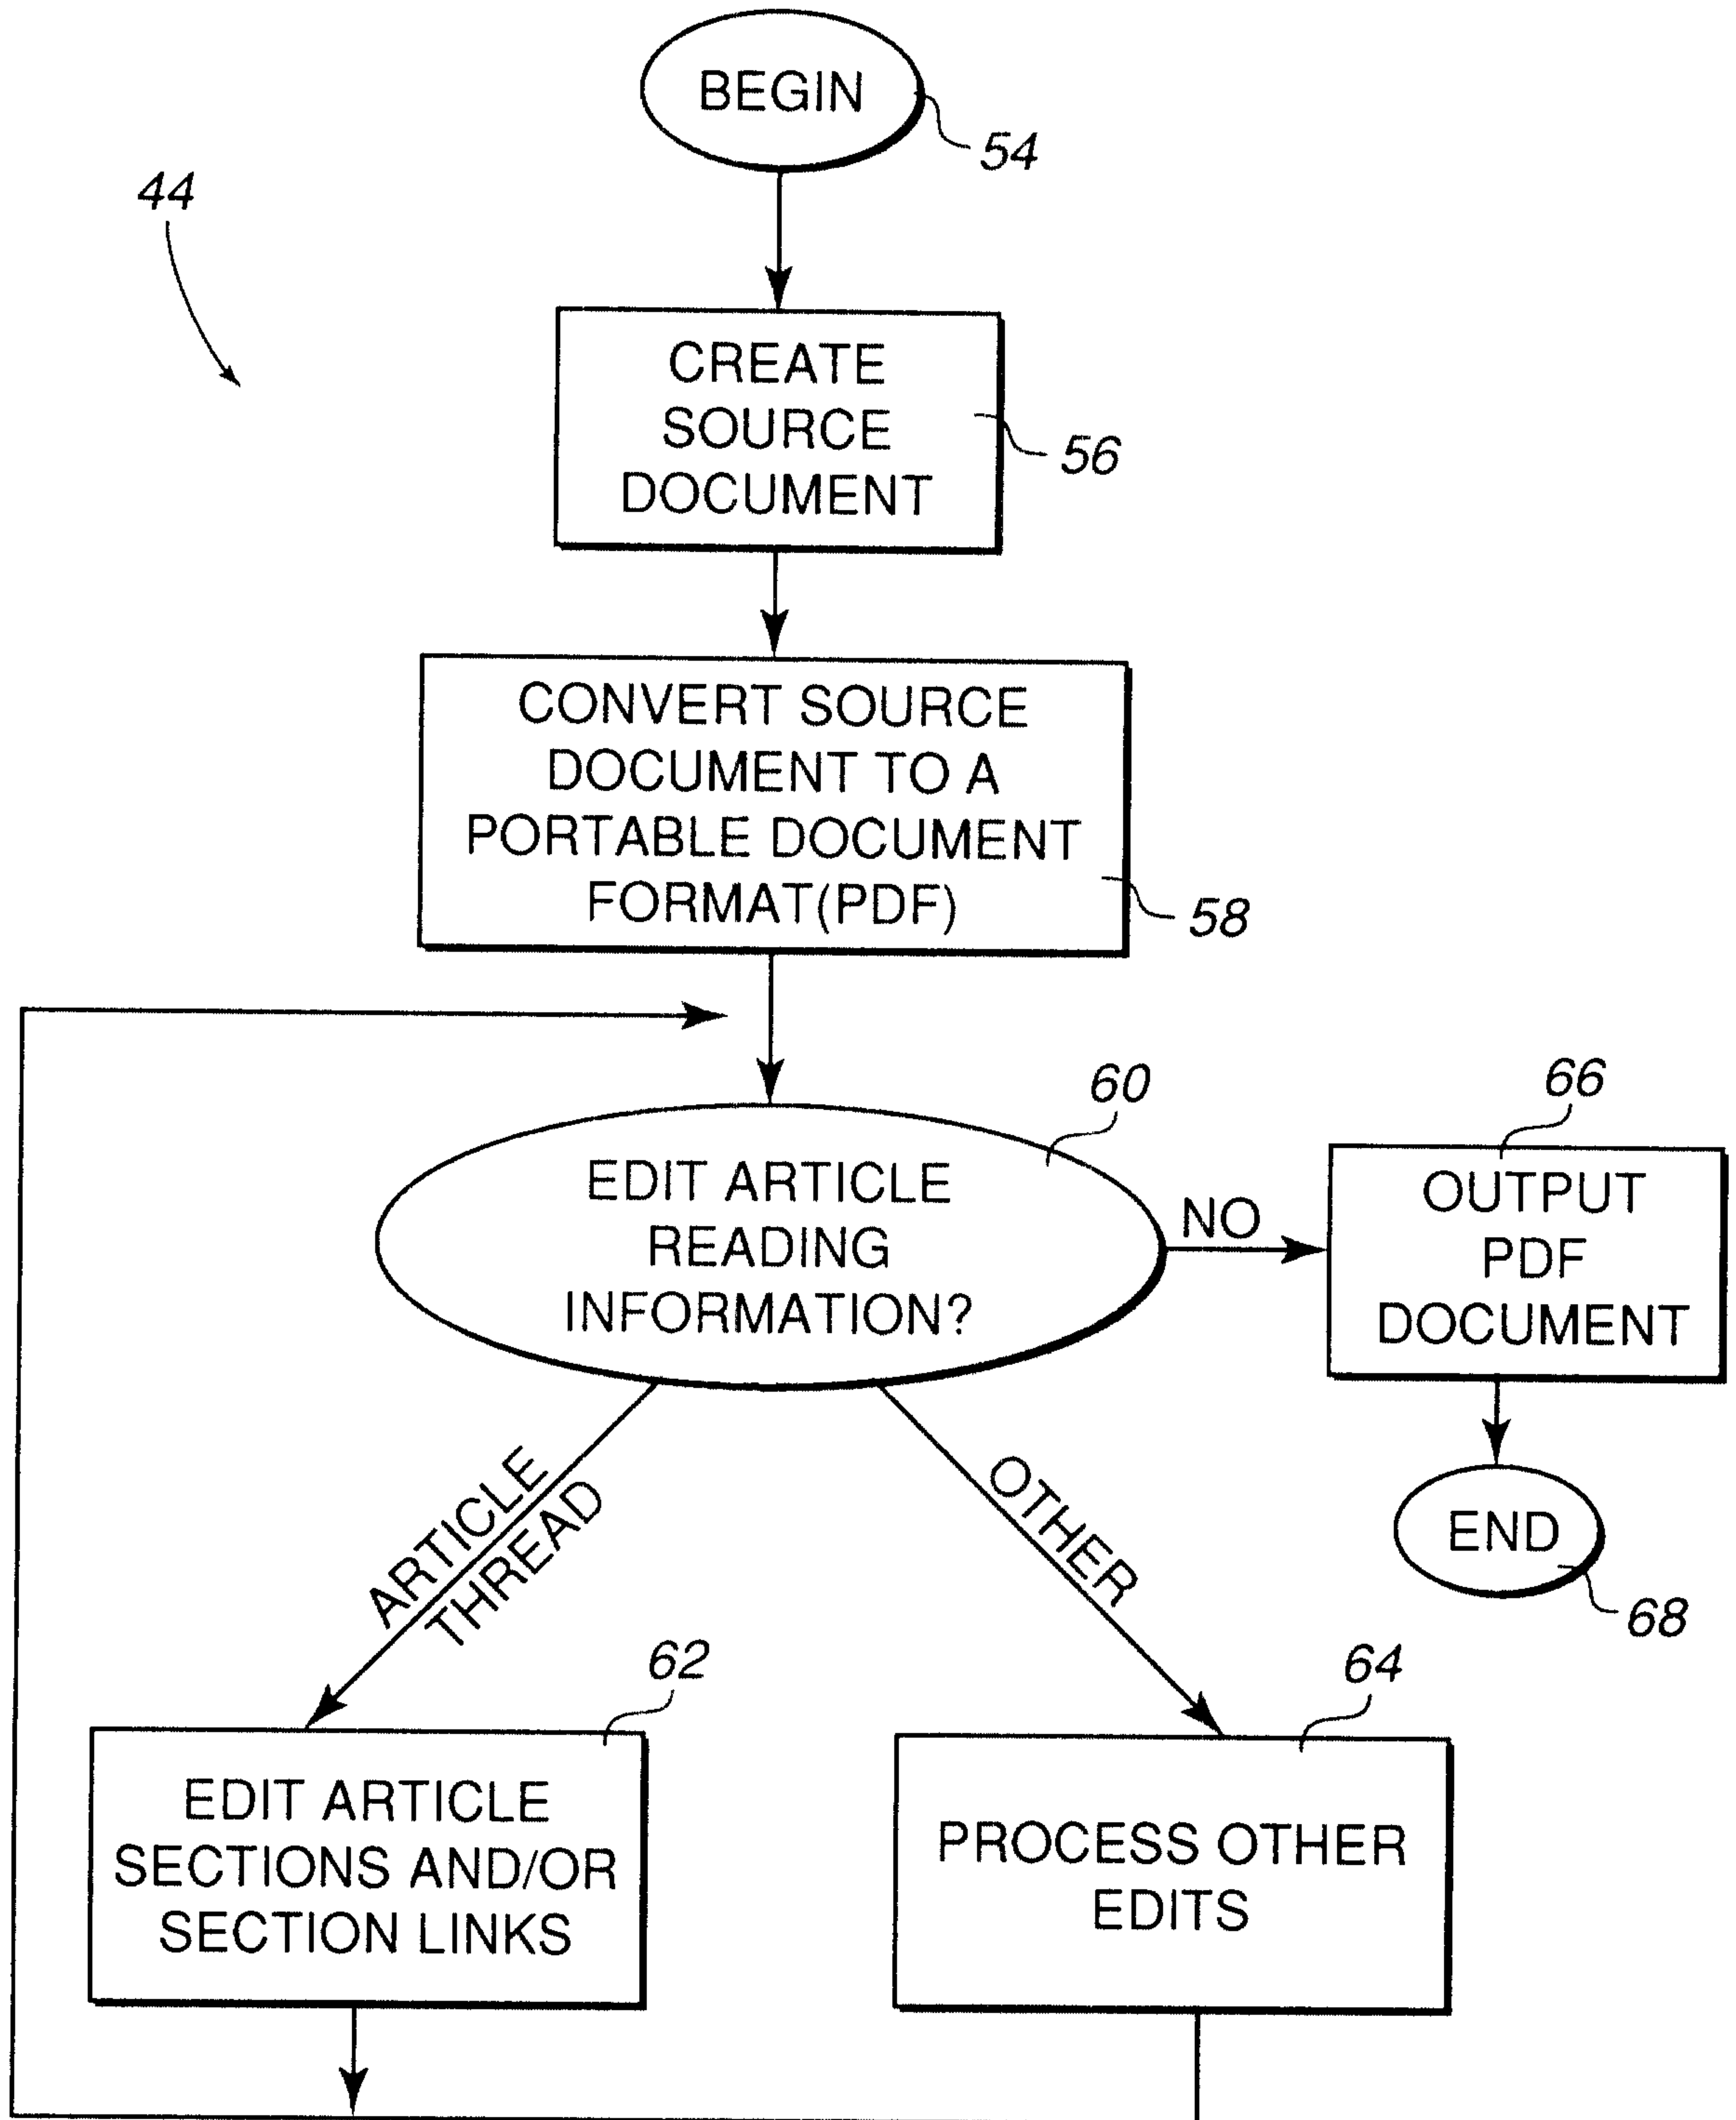 BEGIN
54
44
CREATE
SOURCE
DOCUMENT
56
CONVERT SOURCE
DOCUMENT TO A
PORTABLE DOCUMENT
FORMAT(PDF)
58
60
EDIT ARTICLE
READING
INFORMATION?
NO
66
OUTPUT
PDF
DOCUMENT
END
68
ARTICLE
THREAD
OTHER
62
EDIT ARTICLE
SECTIONS AND/OR
SECTION LINKS
64
PROCESS OTHER
EDITS